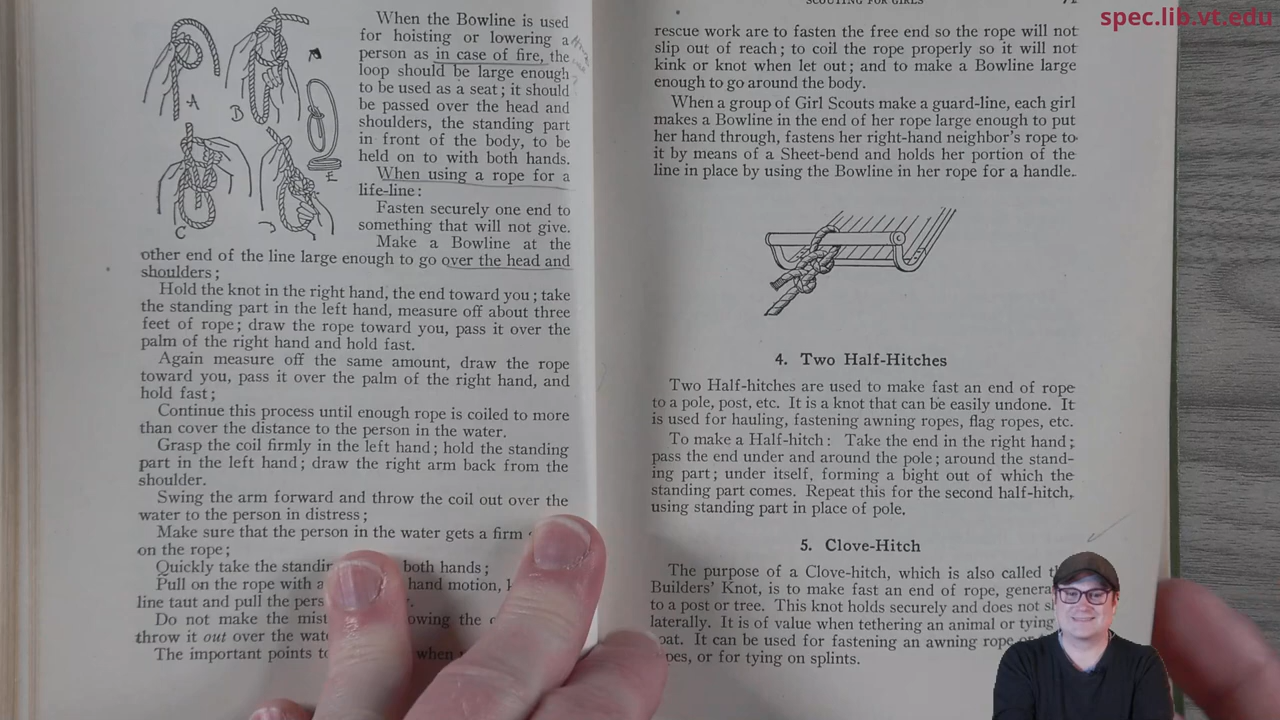 SCOUTING FOR GIRLS
spec.lib.vt.edu
A
B
C
E
When the Bowline is used
for hoisting or lowering a
person as in case of fire, the
loop should be large enough
to be used as a seat; it should
be passed over the head and
shoulders, the standing part
in front of the body, to be
held on to with both hands.
When using a rope for a
life-line:
Fasten securely one end to
something that will not give.
Make a Bowline at the
other end of the line large enough to go over the head and
shoulders;
Hold the knot in the right hand, the end toward you; take
the standing part in the left hand, measure off about three
feet of rope; draw the rope toward you, pass it over the
palm of the right hand and hold fast.
Again measure off the same amount, draw the rope
toward you, pass it over the palm of the right hand, and
hold fast;
Continue this process until enough rope is coiled to more
than cover the distance to the person in the water.
Grasp the coil firmly in the left hand; hold the standing
part in the left hand; draw the right arm back from the
shoulder.
Swing the arm forward and throw the coil out over the
water to the person in distress;
Make sure that the person in the water gets a firm
on the rope;
Quickly take the both hands;
Pull on the rope with a hand motion,
line taut and pull the
Do not make the the
throw it out over the
The important points when
rescue work are to fasten the free end so the rope will not
slip out of reach; to coil the rope properly so it will not
kink or knot when let out; and to make a Bowline large
enough to go around the body.
When a group of Girl Scouts make a guard-line, each girl
makes a Bowline in the end of her rope large enough to put
her hand through, fastens her right-hand neighbor's rope to
it by means of a Sheet-bend and holds her portion of the
line in place by using the Bowline in her rope for a handle.
4. Two Half-Hitches
Two Half-hitches are used to make fast an end of rope
to a pole, post, etc. It is a knot that can be easily undone. It
is used for hauling, fastening awning ropes, flag ropes, etc.
To make a Half-hitch: Take the end in the right hand;
pass the end under and around the pole; around the stand-
ing part; under itself, forming a bight out of which the
standing part comes. Repeat this for the second half-hitch,
using standing part in place of pole.
5. Clove-Hitch
The purpose of a Clove-hitch, which is also called
Builders' Knot, is to make fast an end of rope,
to a post or tree. This knot holds securely and does not
laterally. It is of value when tethering an animal or tying
It can be used for fastening an awning rope
or for tying on splints.